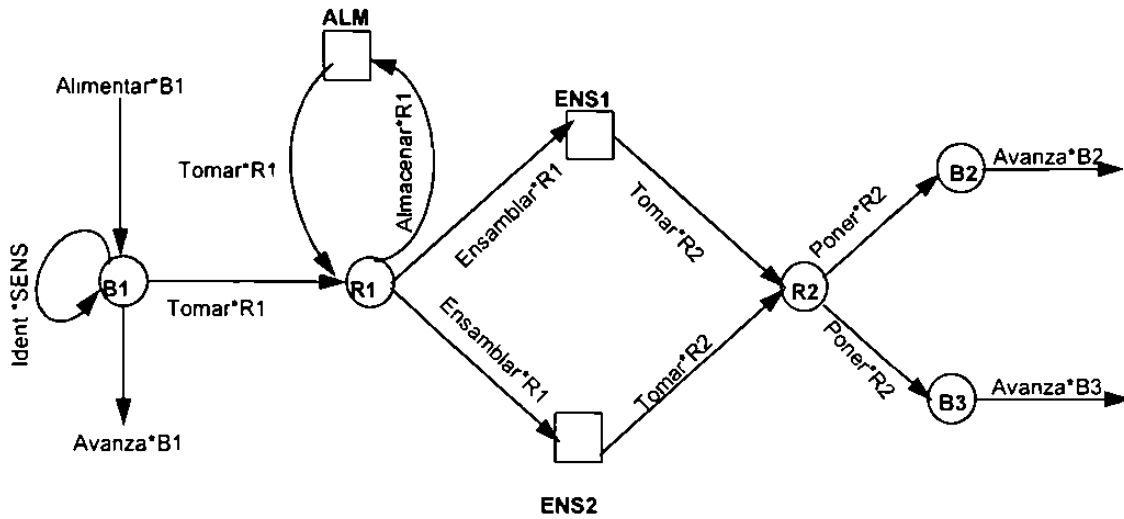 ALM
Alimentar*B1
Tomar*R1
Almacenar*R1
ENS1
Ensamblar*R1
Tomar*R2
B2
Avanza*B2
Poner*R2
Ident *SENS
B1
Tomar*R1
R1
R2
Ensamblar*R1
Tomar*R2
Poner*R2
B3
Avanza*B3
Avanza*B1
ENS2